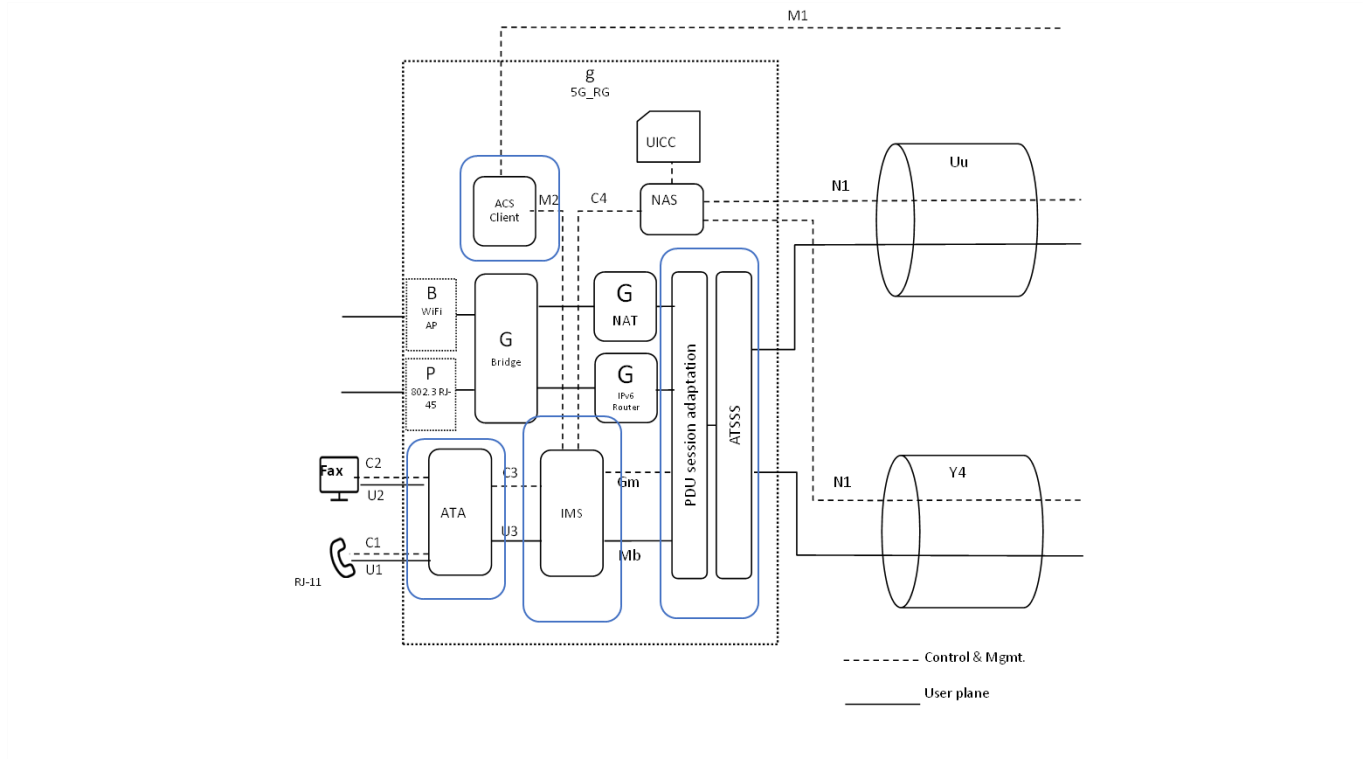 M1
g
5G_RG
UICC
Uu
N1
NAS
C4
M2
ACS
Client
B
WiFi
AP
G
NAT
G
Bridge
P
802.3 RJ-
45
G
IPv6
Router
PDU session adaptation
ATSSS
Fax
C2
U2
C3
Gm
ATA
IMS
U3
Mb
C1
U1
RJ-11
N1
Y4
Control & Mgmt.
User plane